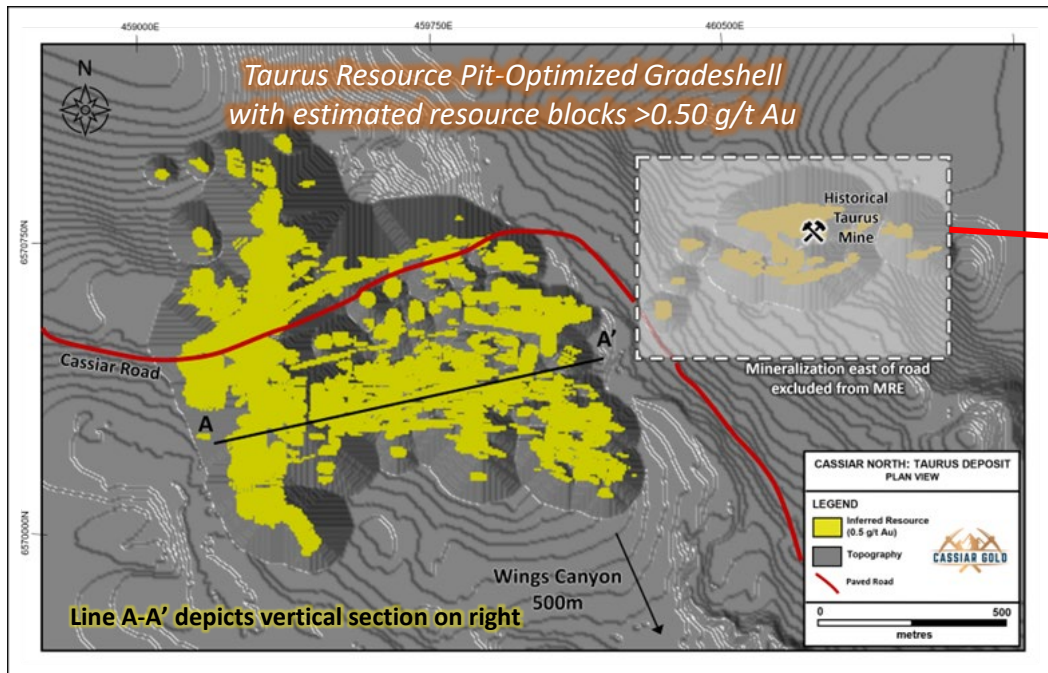 459000E
459750E
460500E
N
Taurus Resource Pit-Optimized Gradeshell
with estimated resource blocks >0.50 g/t Au
6570750N
Historical
Taurus
Mine
Cassiar Road
A'
A
Mineralization east of road
excluded from MRE
6570000N
CASSIAR NORTH: TAURUS DEPOSIT
PLAN VIEW
LEGEND
Inferred Resource
(0.5 g/t Au)
Topography
Paved Road
CASSIAR GOLD
0 500
metres
Wings Canyon
500m
Line A-A’ depicts vertical section on right